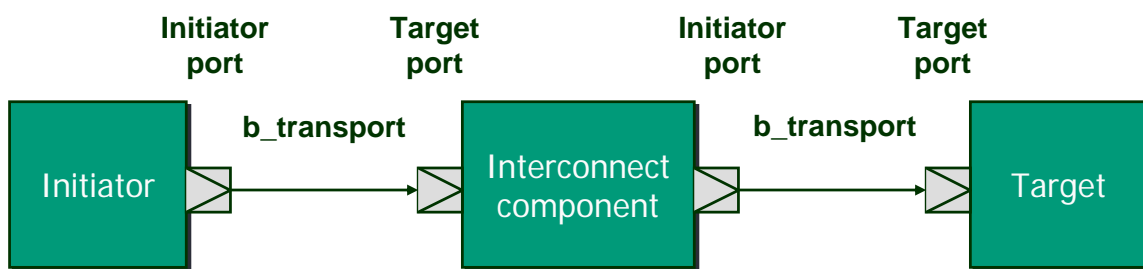 Initiator
port
Target
port
Initiator
port
Target
port
b_transport
b_transport
Initiator
Interconnect
component
Target